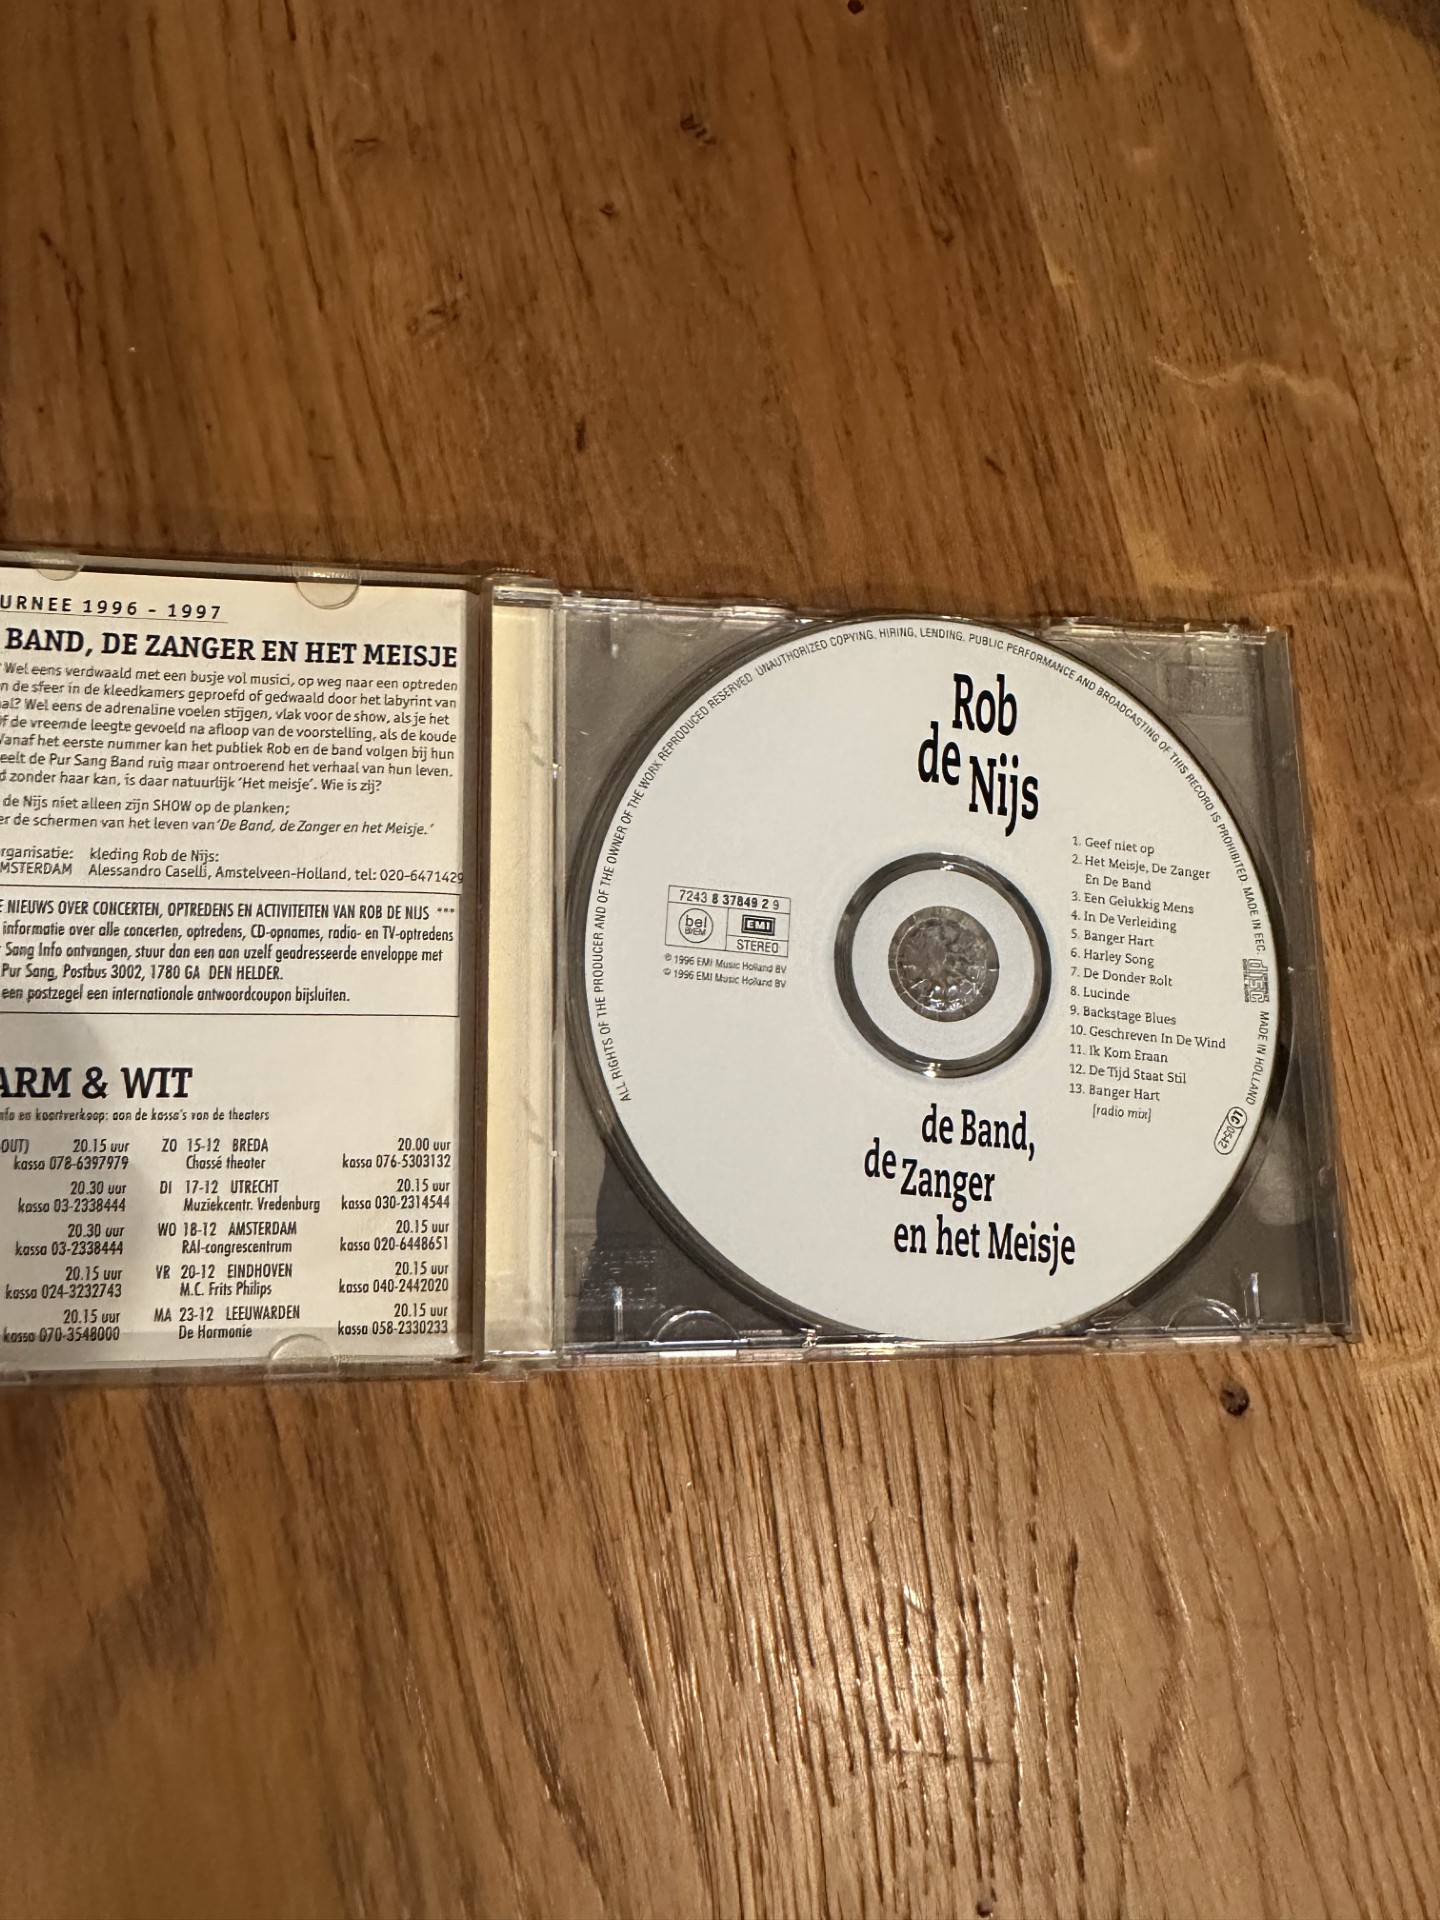 URNEE 1996 - 1997
BAND, DE ZANGER EN HET MEISJE
Wel eens verdwaald met een busje vol musici, op weg naar een optreden
n de sfeer in de kleedkamers geproefd of gedwaald door het labyrint van
al? Wel eens de adrenaline voelen stijgen, vlak voor de show, als je het
f de vreemde leegte gevoeld na afloop van de voorstelling, als de koude
Vanaf het eerste nummer kan het publiek Rob en de band volgen bij hun
eelt de Pur Sang Band ruig maar ontroerend het verhaal van hun leven.
d zonder haar kan, is daar natuurlijk 'Het meisje'. Wie is zij?
de Nijs niet alleen zijn SHOW op de planken;
er de schermen van het leven van 'De Band, de Zanger en het Meisje.'
rganisatie: kleding Rob de Nijs:
MSTERDAM Alessandro Caselli, Amstelveen-Holland, tel: 020-6471429
E NIEUWS OVER CONCERTEN, OPTREDENS EN ACTIVITEITEN VAN ROB DE NIJS ***
informatie over alle concerten, optredens, CD-opnames, radio- en TV-optredens
Sang Info ontvangen, stuur dan een aan uzelf geadresseerde enveloppe met
Pur Sang, Postbus 3002, 1780 GA DEN HELDER.
een postzegel een internationale antwoordcoupon bijsluiten.
ARM & WIT
nfo en kaartverkoop: aan de kassa's van de theaters
OUT) 20.15 uur ZO 15-12 BREDA 20.00 uur
kassa 078-6397979 Chassé theater kassa 076-5303132
20.30 uur DI 17-12 UTRECHT 20.15 uur
kassa 03-2338444 Muziekcentr. Vredenburg kassa 030-2314544
20.30 uur WO 18-12 AMSTERDAM 20.15 uur
kassa 03-2338444 RAI-congrescentrum kassa 020-6448651
20.15 uur VR 20-12 EINDHOVEN 20.15 uur
kassa 024-3232743 M.C. Frits Philips kassa 040-2442020
20.15 uur MA 23-12 LEEUWARDEN 20.15 uur
kassa 070-3548000 De Harmonie kassa 058-2330233
ALL RIGHTS OF THE PRODUCER AND OF THE OWNER OF THE WORK REPRODUCED RESERVED. UNAUTHORIZED COPYING, HIRING, LENDING, PUBLIC PERFORMANCE AND BROADCASTING OF THIS RECORD IS PROHIBITED. MADE IN EEC.
disc
MADE IN HOLLAND
LC 0542
Rob
de Nijs
7243 8 37849 2 9
bel
BIEM
EMI
STEREO
℗ 1996 EMI Music Holland BV
© 1996 EMI Music Holland BV
1. Geef niet op
2. Het Meisje, De Zanger
En De Band
3. Een Gelukkig Mens
4. In De Verleiding
5. Banger Hart
6. Harley Song
7. De Donder Rolt
8. Lucinde
9. Backstage Blues
10. Geschreven In De Wind
11. Ik Kom Eraan
12. De Tijd Staat Stil
13. Banger Hart
[radio mix]
de Band,
de Zanger
en het Meisje